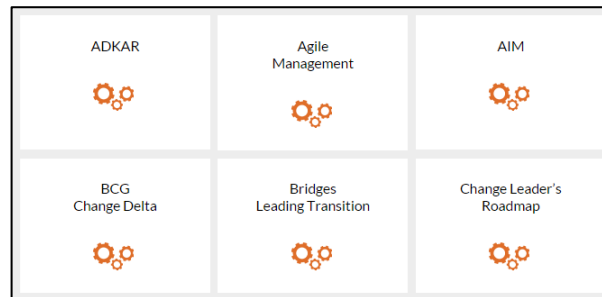 ADKAR
Agile
Management
AIM
BCG
Change Delta
Bridges
Leading Transition
Change Leader's
Roadmap